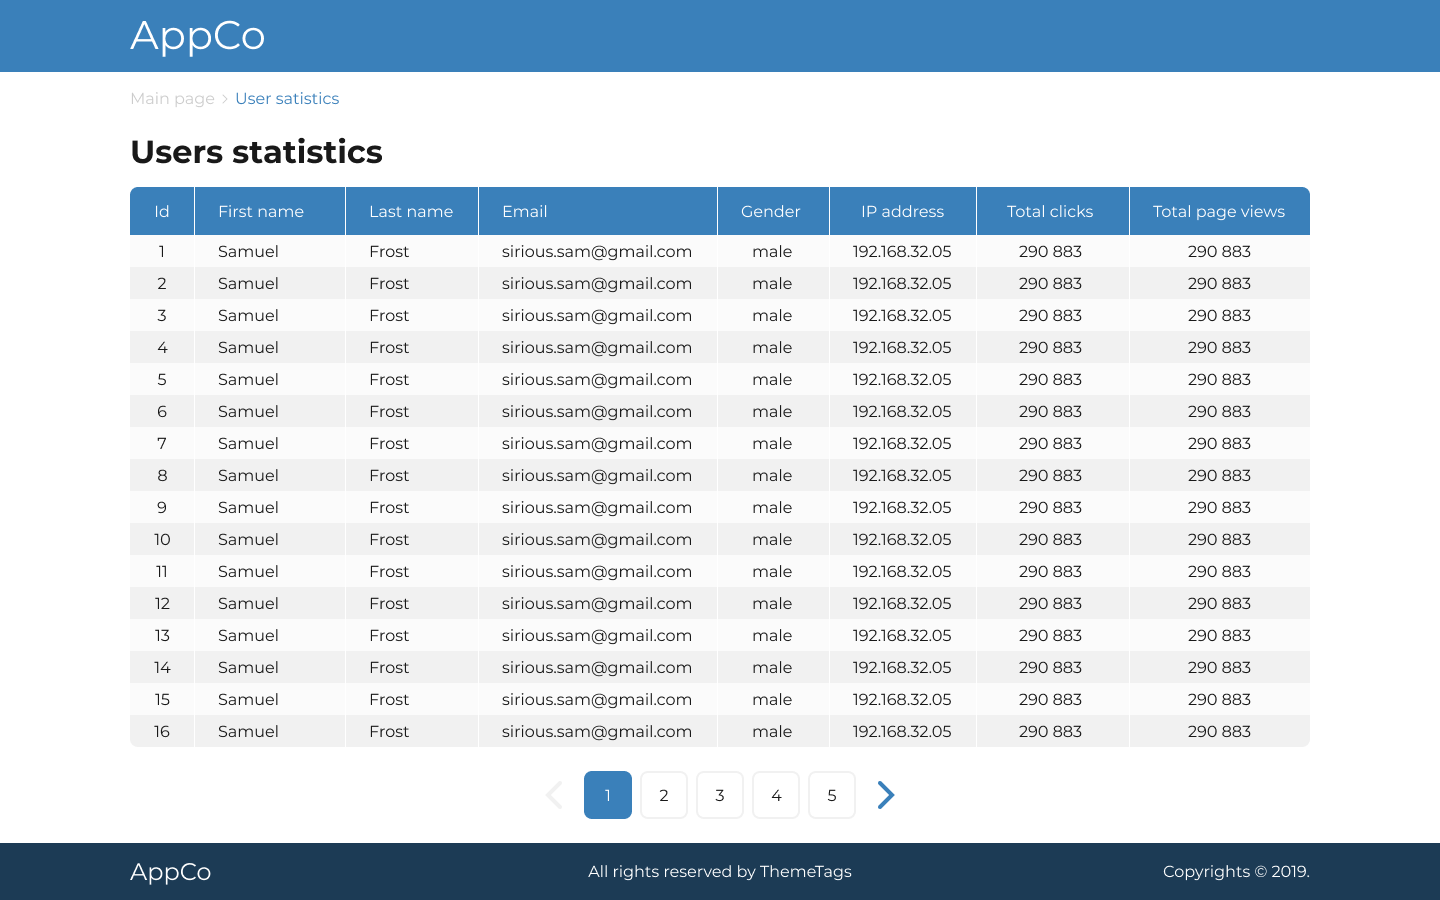 AppCo
Main page > User satistics
Users statistics
Id First name Last name Email Gender IP address Total clicks Total page views
1 Samuel Frost sirious.sam@gmail.com male 192.168.32.05 290 883 290 883
2 Samuel Frost sirious.sam@gmail.com male 192.168.32.05 290 883 290 883
3 Samuel Frost sirious.sam@gmail.com male 192.168.32.05 290 883 290 883
4 Samuel Frost sirious.sam@gmail.com male 192.168.32.05 290 883 290 883
5 Samuel Frost sirious.sam@gmail.com male 192.168.32.05 290 883 290 883
6 Samuel Frost sirious.sam@gmail.com male 192.168.32.05 290 883 290 883
7 Samuel Frost sirious.sam@gmail.com male 192.168.32.05 290 883 290 883
8 Samuel Frost sirious.sam@gmail.com male 192.168.32.05 290 883 290 883
9 Samuel Frost sirious.sam@gmail.com male 192.168.32.05 290 883 290 883
10 Samuel Frost sirious.sam@gmail.com male 192.168.32.05 290 883 290 883
11 Samuel Frost sirious.sam@gmail.com male 192.168.32.05 290 883 290 883
12 Samuel Frost sirious.sam@gmail.com male 192.168.32.05 290 883 290 883
13 Samuel Frost sirious.sam@gmail.com male 192.168.32.05 290 883 290 883
14 Samuel Frost sirious.sam@gmail.com male 192.168.32.05 290 883 290 883
15 Samuel Frost sirious.sam@gmail.com male 192.168.32.05 290 883 290 883
16 Samuel Frost sirious.sam@gmail.com male 192.168.32.05 290 883 290 883
1 2 3 4 5
AppCo All rights reserved by ThemeTags Copyrights © 2019.